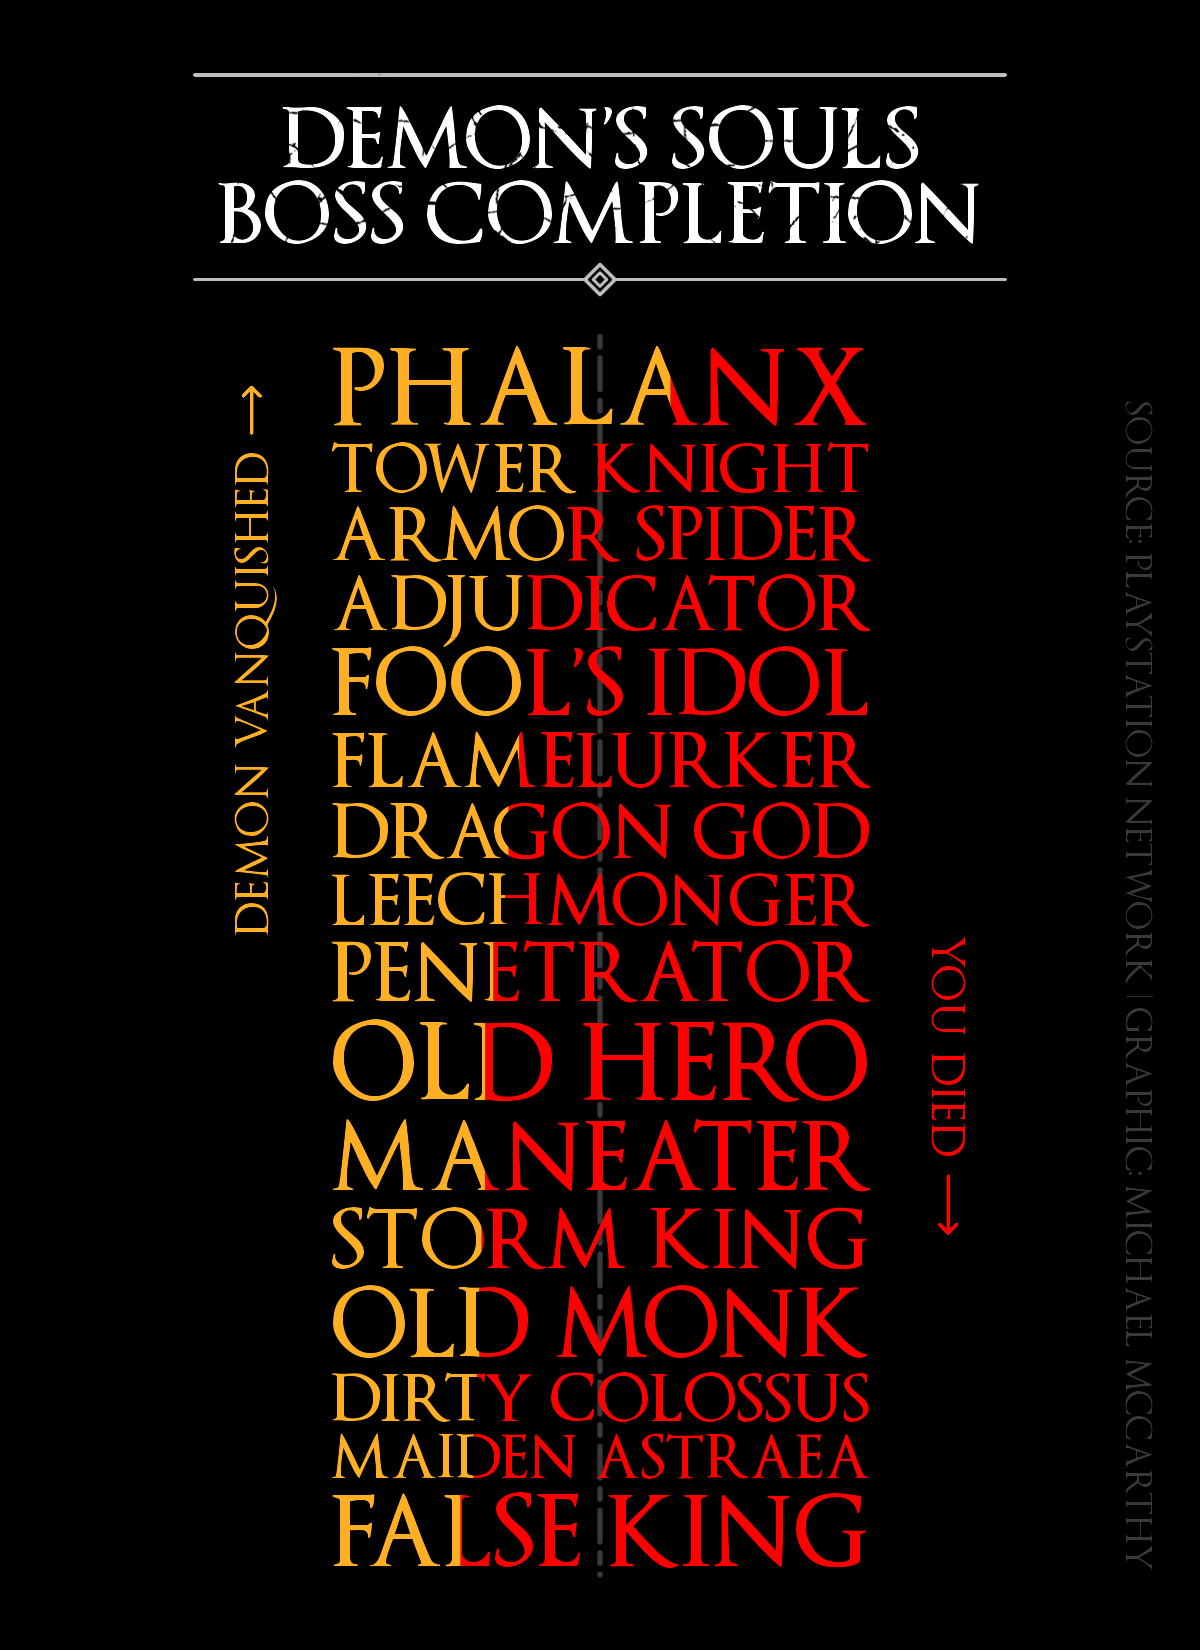 DEMON'S SOULS
BOSS COMPLETION
DEMON VANQUISHED →
PHALANX
TOWER KNIGHT
ARMOR SPIDER
ADJUDICATOR
FOOL'S IDOL
FLAMELURKER
DRAGON GOD
LEECHMONGER
PENETRATOR
OLD HERO
MANEATER
STORM KING
OLD MONK
DIRTY COLOSSUS
MAIDEN ASTRAEA
FALSE KING
YOU DIED →
SOURCE: PLAYSTATION NETWORK | GRAPHIC: MICHAEL MCCARTHY